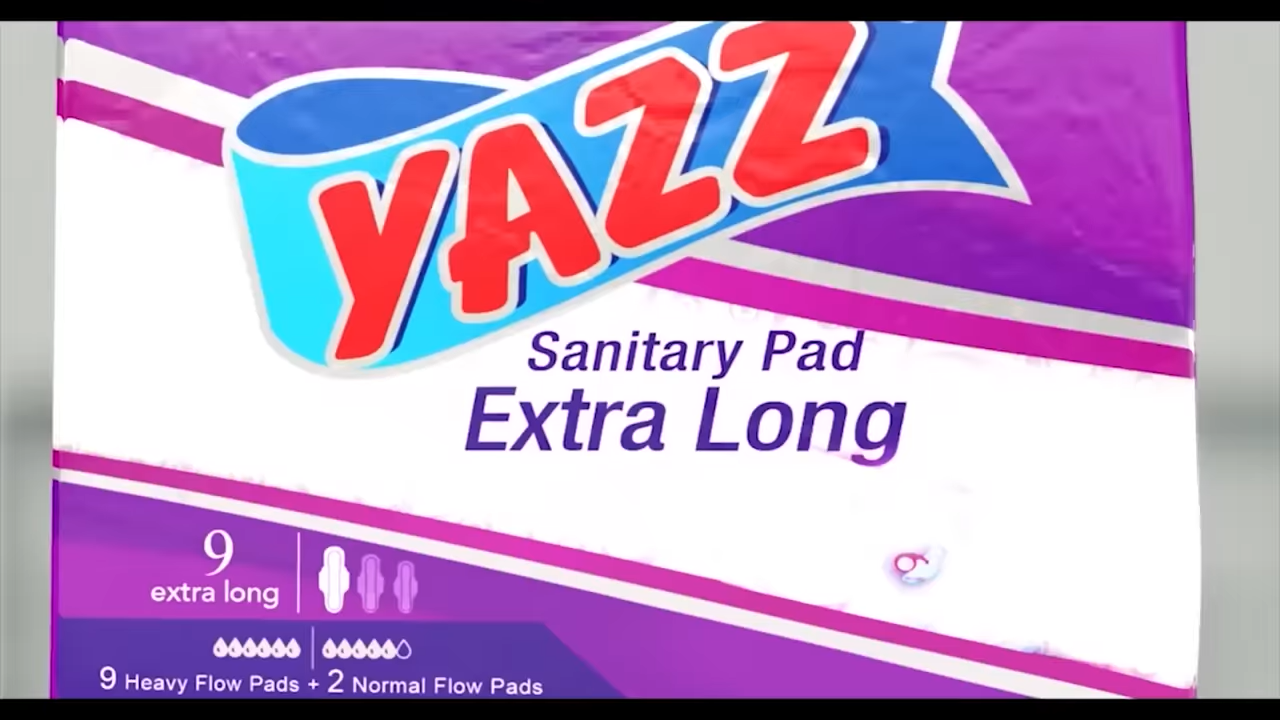 YAZZ
Sanitary Pad
Extra Long
9
extra long
9 Heavy Flow Pads + 2 Normal Flow Pads